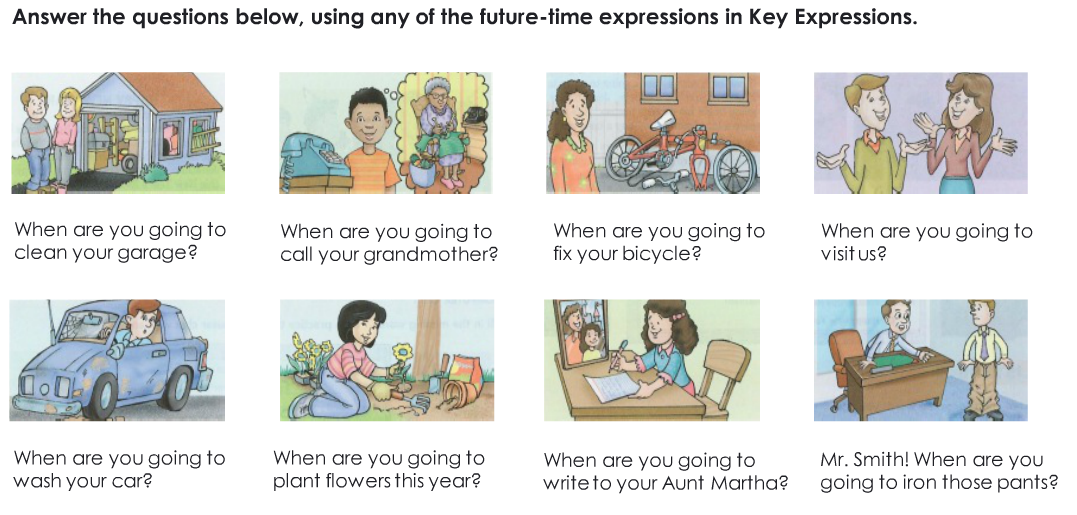 Answer the questions below, using any of the future-time expressions in Key Expressions.
When are you going to
clean your garage?
When are you going to
call your grandmother?
When are you going to
fix your bicycle?
When are you going to
visit us?
When are you going to
wash your car?
When are you going to
plant flowers this year?
When are you going to
write to your Aunt Martha?
Mr. Smith! When are you
going to iron those pants?